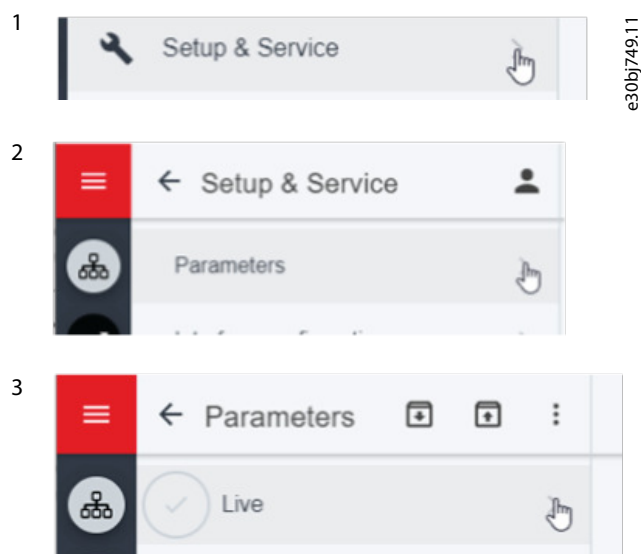 1
Setup & Service
e30bj749.11
2
Setup & Service
Parameters
3
Parameters
Live